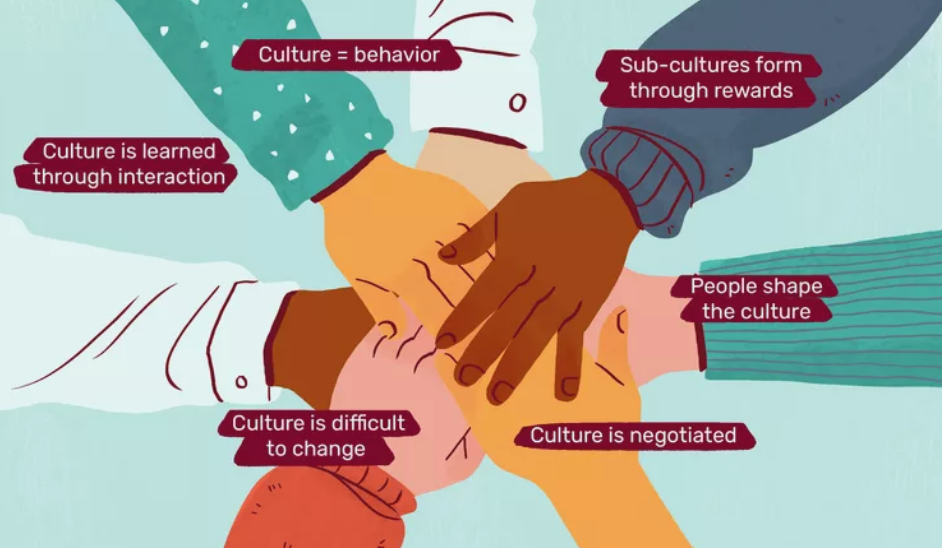 Culture = behavior
Sub-cultures form
through rewards
Culture is learned
through interaction
People shape
the culture
Culture is difficult
to change
Culture is negotiated